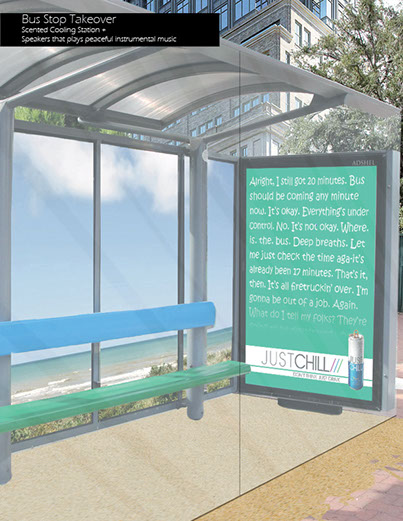 Bus Stop Takeover
Scented Cooling Station +
Speakers that plays peaceful instrumental music
ADSHEL
Alright, I still got 20 minutes. Bus
should be coming any minute
now. It's okay. Everything's under
control. No. It's not okay. Where.
is. the. bus. Deep breaths. Let
me just check the time aga-it's
already been 17 minutes. That's it,
then. It's all firetruckin' over. I'm
gonna be out of a job. Again.
What do I tell my folks? They're
JUSTCHILL///